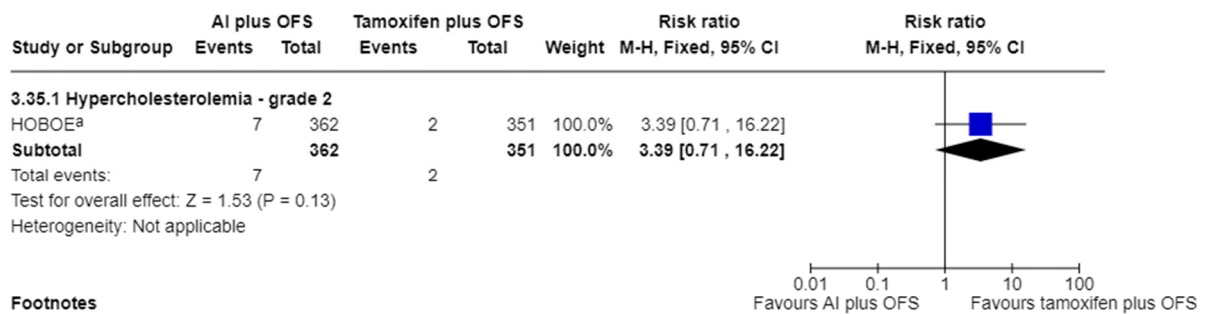 AI plus OFS Tamoxifen plus OFS Risk ratio Risk ratio
Study or Subgroup Events Total Events Total Weight M-H, Fixed, 95% CI M-H, Fixed, 95% CI
3.35.1 Hypercholesterolemia - grade 2
HOBOEa 7 362 2 351 100.0% 3.39 [0.71 , 16.22]
Subtotal 362 351 100.0% 3.39 [0.71 , 16.22]
Total events: 7 2
Test for overall effect: Z = 1.53 (P = 0.13)
Heterogeneity: Not applicable
0.01 0.1 1 10 100
Favours AI plus OFS Favours tamoxifen plus OFS
Footnotes